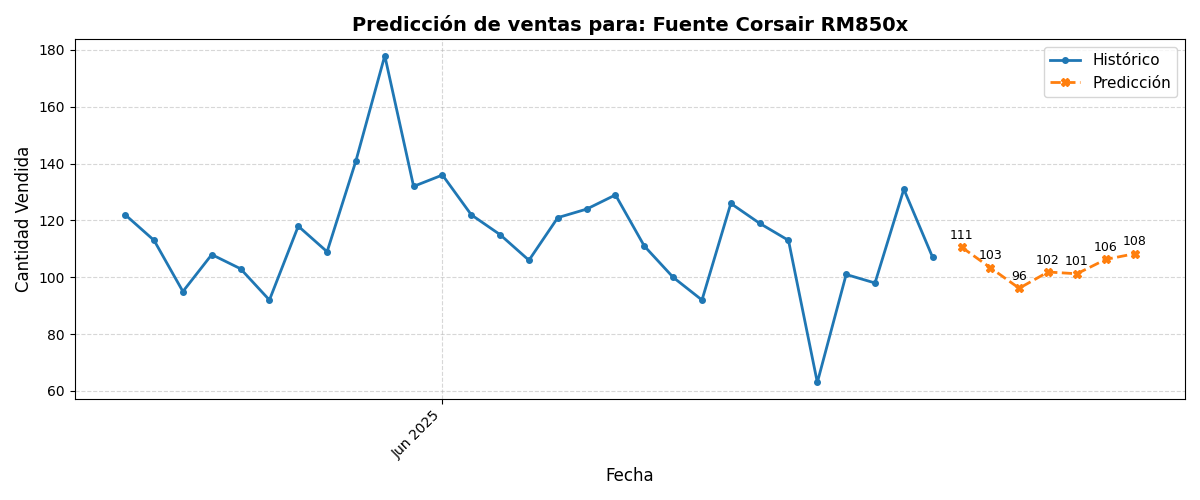 Predicción de ventas para: Fuente Corsair RM850x
Histórico
Predicción
Cantidad Vendida
180
160
140
120
100
80
60
111
103
96
102
101
106
108
Jun 2025
Fecha